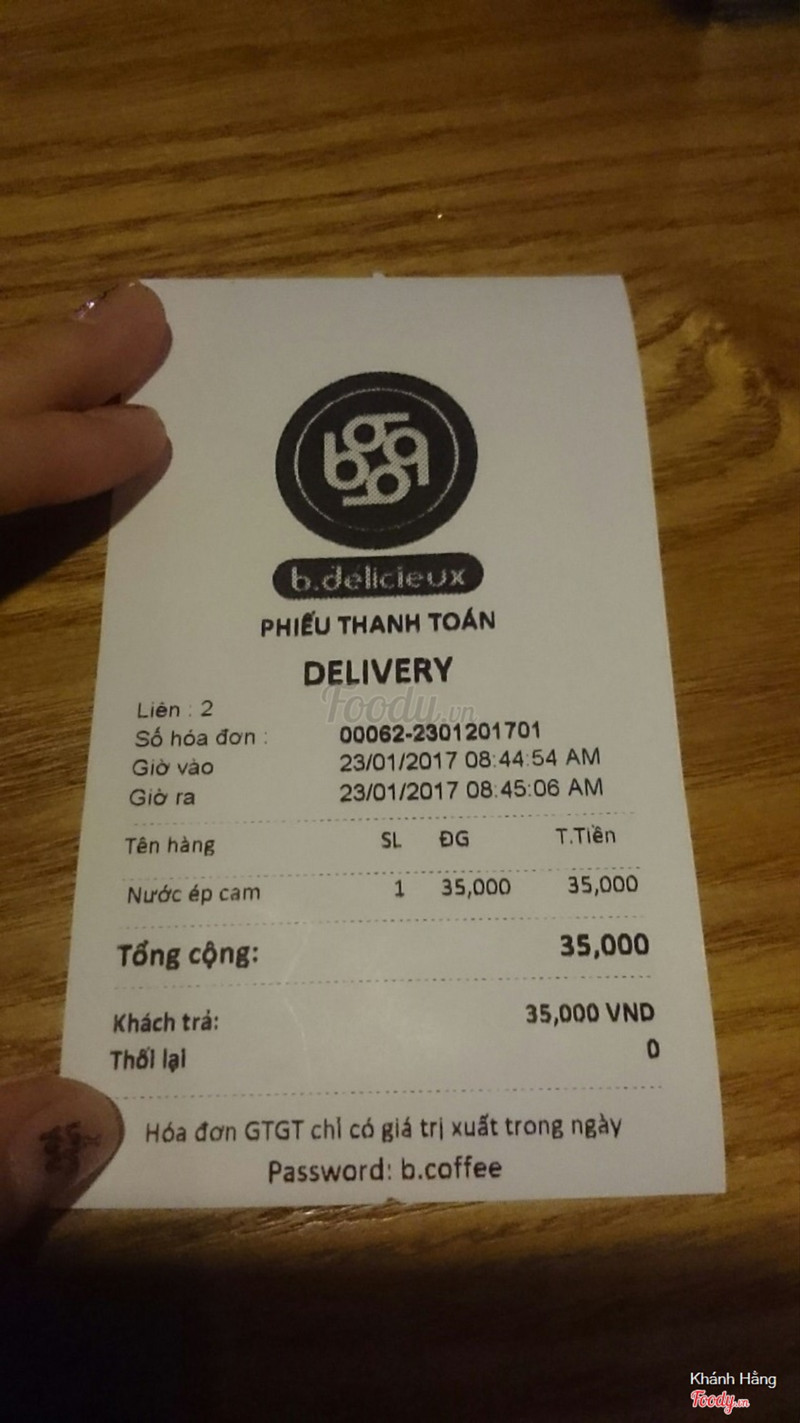 b.délicieux
PHIẾU THANH TOÁN
DELIVERY
Foody.vn
Liên : 2
Số hóa đơn : 00062-2301201701
Giờ vào 23/01/2017 08:44:54 AM
Giờ ra 23/01/2017 08:45:06 AM
Tên hàng SL ĐG T.Tiền
Nước ép cam 1 35,000 35,000
Tổng cộng: 35,000
Khách trả: 35,000 VND
Thối lại 0
Hóa đơn GTGT chỉ có giá trị xuất trong ngày
Password: b.coffee
Khánh Hằng
Foody.vn